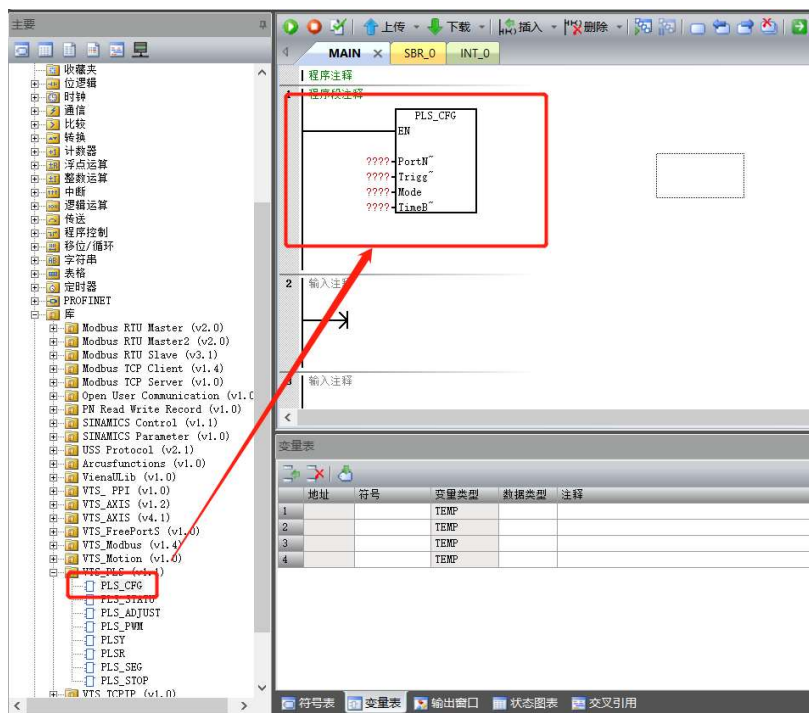 主要
收藏夹
位逻辑
时钟
通信
比较
转换
计数器
浮点运算
整数运算
中断
逻辑运算
传送
程序控制
移位/循环
字符串
表格
定时器
PROFINET
库
Modbus RTU Master (v2.0)
Modbus RTU Master2 (v2.0)
Modbus RTU Slave (v3.1)
Modbus TCP Client (v1.4)
Modbus TCP Server (v1.0)
Open User Communication (v1.0
PN Read Write Record (v1.0)
SINAMICS Control (v1.1)
SINAMICS Parameter (v1.0)
USS Protocol (v2.1)
Arcusfunctions (v1.0)
VienaULib (v1.0)
VTS_ PPI (v1.0)
VTS_AXIS (v1.2)
VTS_AXIS (v4.1)
VTS_FreePortS (v1.0)
VTS_Modbus (v1.4)
VTS_Motion (v1.0)
VTS_PLS (v1.1)
PLS_CFG
PLS_STATU
PLS_ADJUST
PLS_PWM
PLSY
PLSR
PLS_SEG
PLS_STOP
VTS_TCPIP (v1.0)
上传 下载 插入 删除
MAIN × SBR_0 INT_0
程序注释
1 程序段注释
PLS_CFG
EN
????-PortN~
????-Trigg~
????-Mode
????-TimeB~
2 输入注释
3 输入注释
变量表
地址 符号 变量类型 数据类型 注释
1 TEMP
2 TEMP
3 TEMP
4 TEMP
符号表 变量表 输出窗口 状态图表 交叉引用